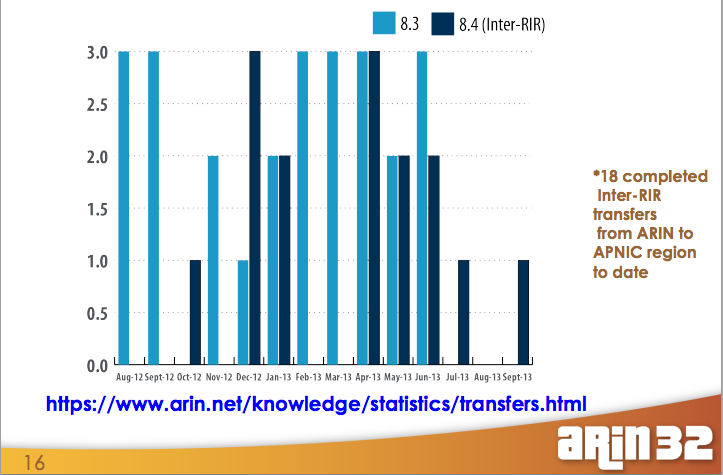 8.3 8.4 (Inter-RIR)
3.0
2.5
2.0
1.5
1.0
0.5
0.0
Aug-12 Sept-12 Oct-12 Nov-12 Dec-12 Jan-13 Feb-13 Mar-13 Apr-13 May-13 Jun-13 Jul-13 Aug-13 Sept-13
*18 completed
Inter-RIR
transfers
from ARIN to
APNIC region
to date
https://www.arin.net/knowledge/statistics/transfers.html
16
ARIN 32